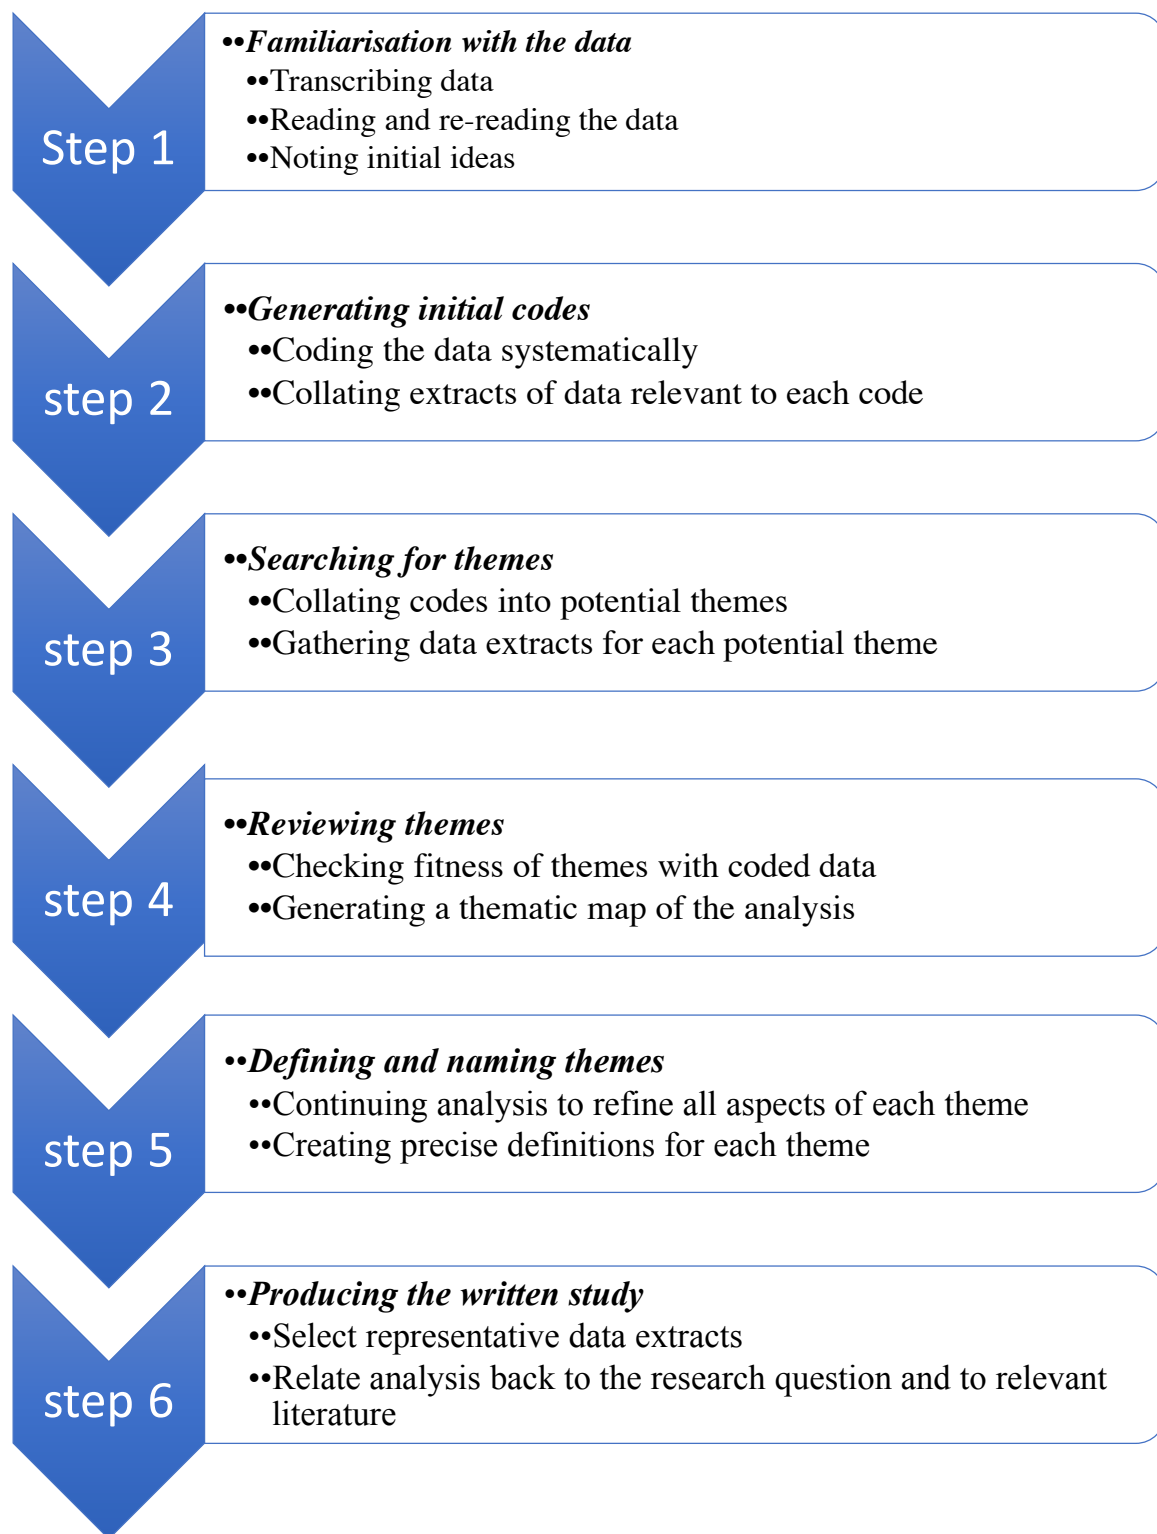 Step 1
••Familiarisation with the data
••Transcribing data
••Reading and re-reading the data
••Noting initial ideas
step 2
••Generating initial codes
••Coding the data systematically
••Collating extracts of data relevant to each code
step 3
••Searching for themes
••Collating codes into potential themes
••Gathering data extracts for each potential theme
step 4
••Reviewing themes
••Checking fitness of themes with coded data
••Generating a thematic map of the analysis
step 5
••Defining and naming themes
••Continuing analysis to refine all aspects of each theme
••Creating precise definitions for each theme
step 6
••Producing the written study
••Select representative data extracts
••Relate analysis back to the research question and to relevant
literature